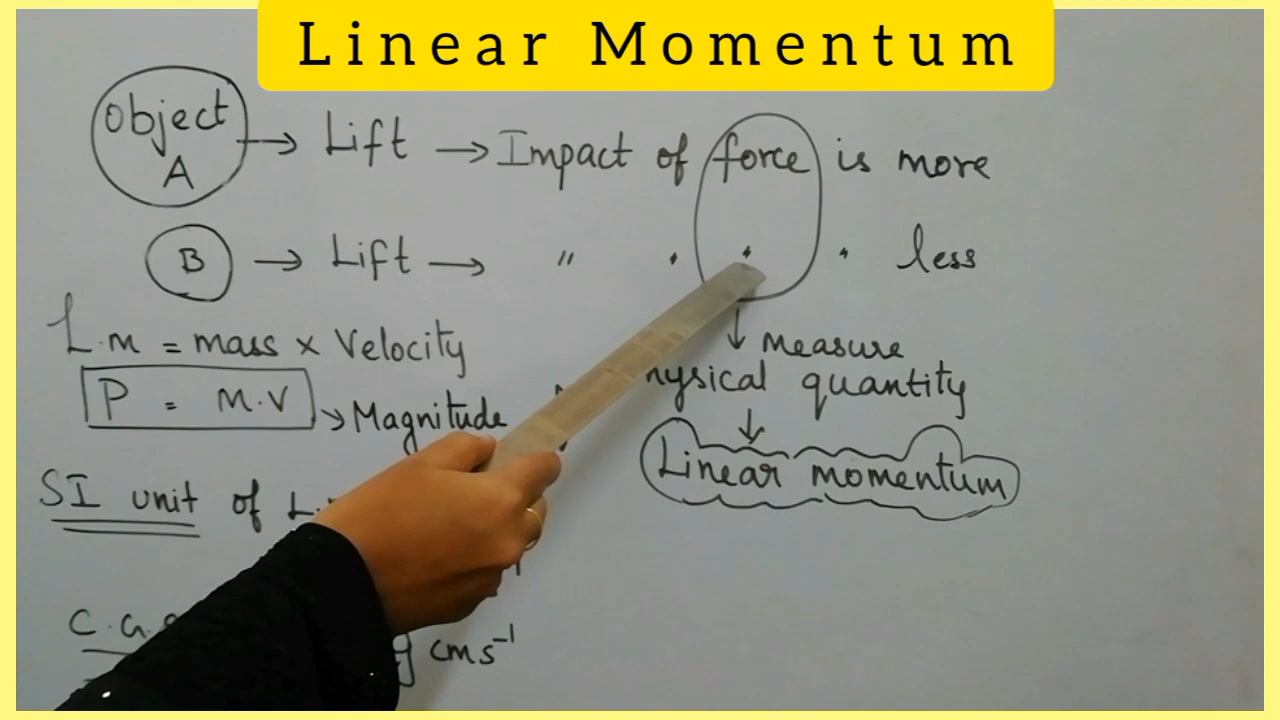 Linear Momentum
Object A → Lift → Impact of force is more
B → Lift → " " " " less
L.m = mass × Velocity
↓ measure
P = M.V → Magnitude
hysical quantity
↓
Linear momentum
SI unit of L.
C.G.
g cms⁻¹